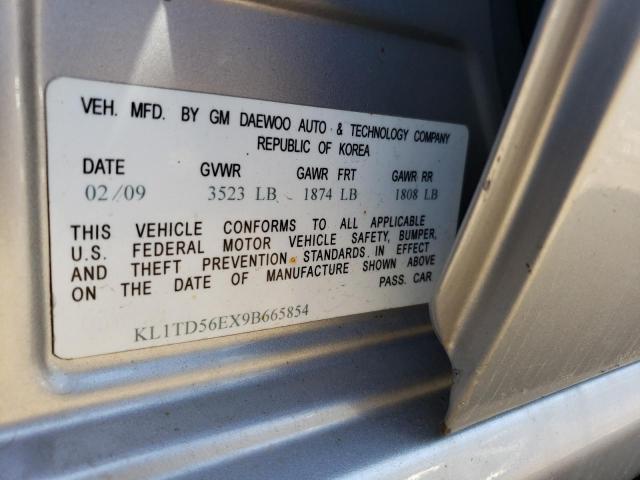 VEH. MFD. BY GM DAEWOO AUTO & TECHNOLOGY COMPANY
REPUBLIC OF KOREA
DATE GVWR GAWR FRT GAWR RR
02/09 3523 LB 1874 LB 1808 LB
THIS VEHICLE CONFORMS TO ALL APPLICABLE
U.S. FEDERAL MOTOR VEHICLE SAFETY, BUMPER,
AND THEFT PREVENTION STANDARDS IN EFFECT
ON THE DATE OF MANUFACTURE SHOWN ABOVE
PASS. CAR
KL1TD56EX9B665854